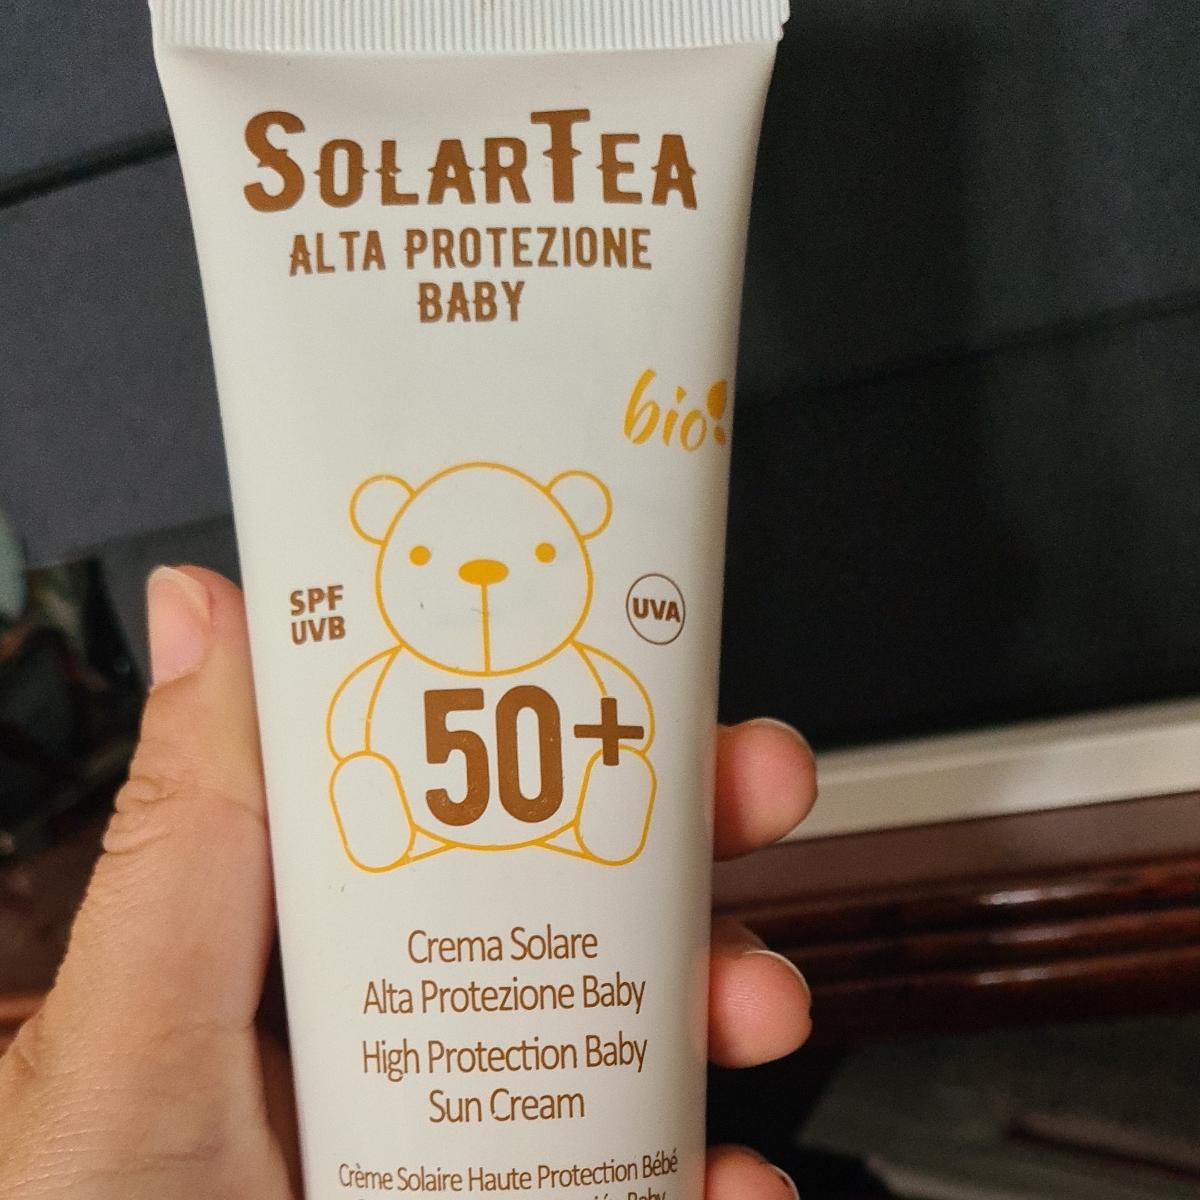 SOLARTEA
ALTA PROTEZIONE
BABY
bio
SPF
UVB
UVA
50+
Crema Solare
Alta Protezione Baby
High Protection Baby
Sun Cream
Crème Solaire Haute Protection Bébé
Baby